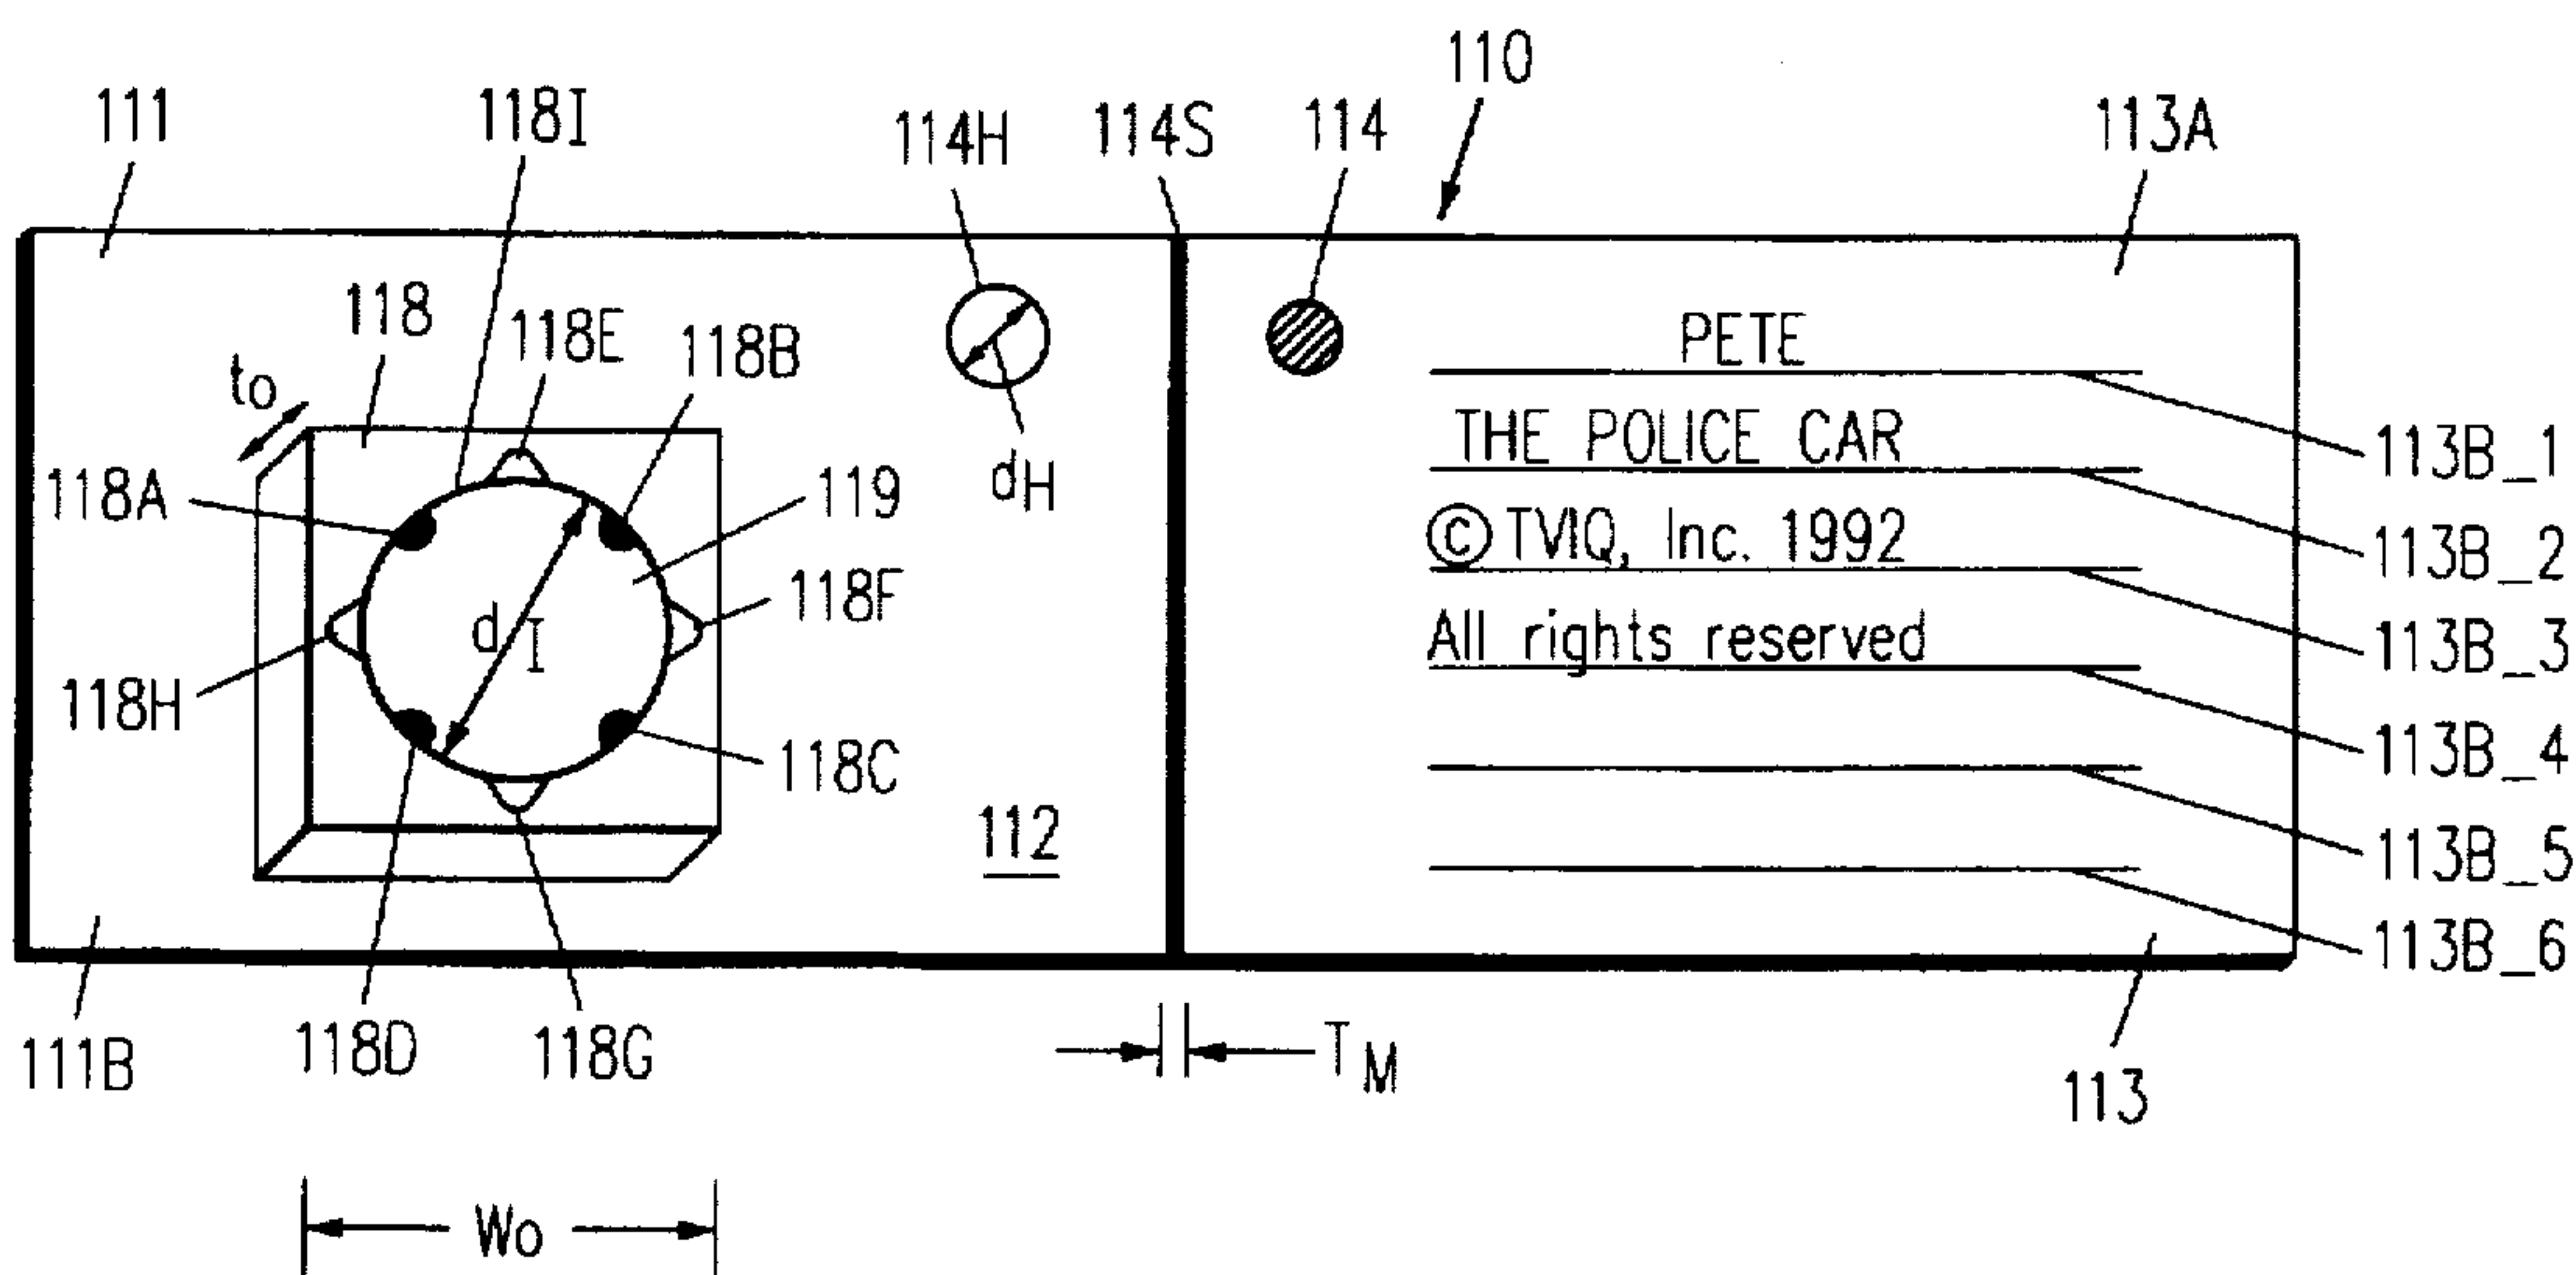 110
111
118I
114H
114S
114
113A
118
118E
118B
to
dH
PETE
THE POLICE CAR
© TVIQ, Inc. 1992
All rights reserved
118A
119
118F
dI
118H
118C
112
113B_1
113B_2
113B_3
113B_4
113B_5
113B_6
111B
118D
118G
TM
113
Wo